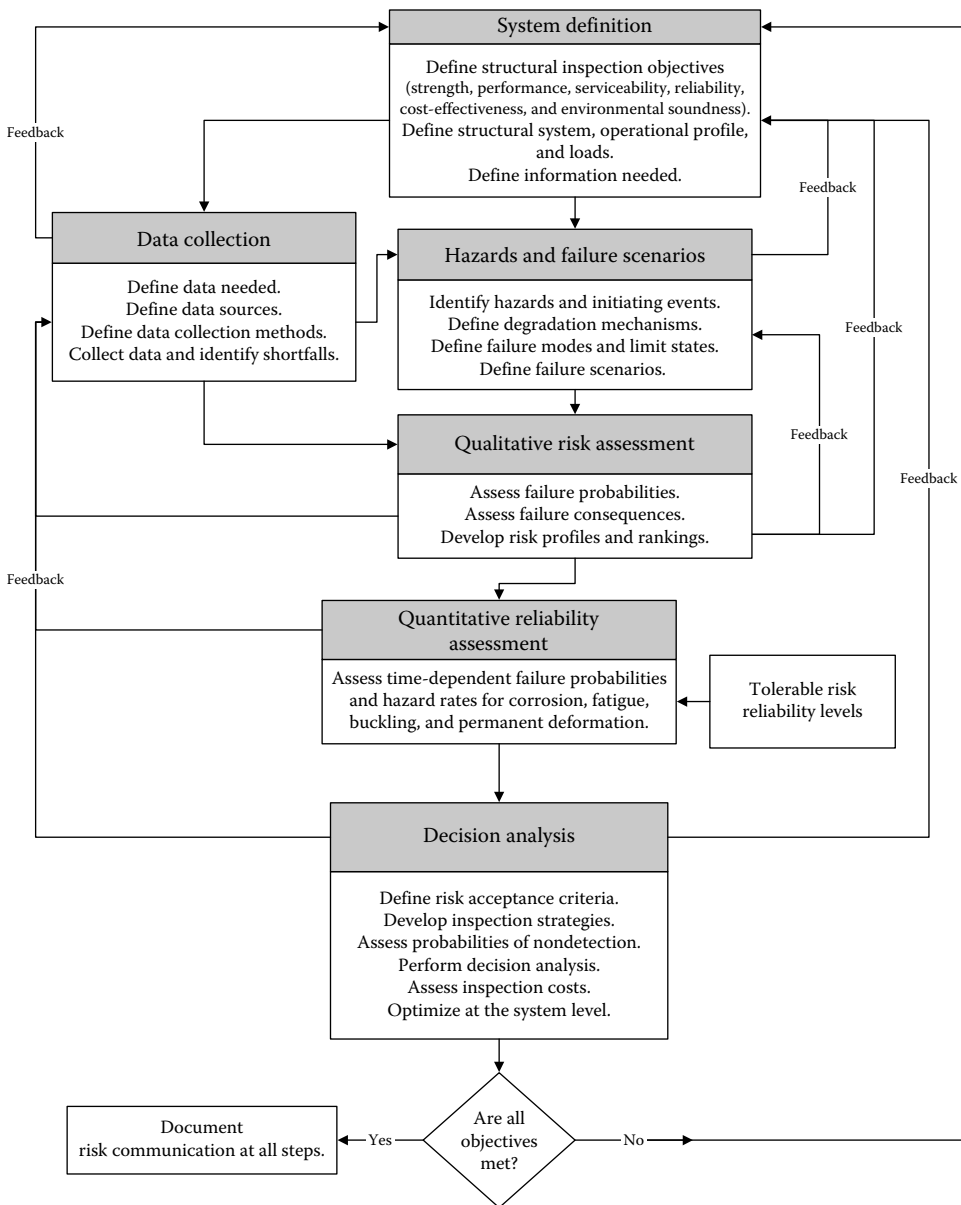 System definition
Define structural inspection objectives
(strength, performance, serviceability, reliability,
cost-effectiveness, and environmental soundness).
Define structural system, operational profile,
and loads.
Define information needed.
Feedback
Feedback
Data collection
Define data needed.
Define data sources.
Define data collection methods.
Collect data and identify shortfalls.
Hazards and failure scenarios
Identify hazards and initiating events.
Define degradation mechanisms.
Define failure modes and limit states.
Define failure scenarios.
Feedback
Feedback
Feedback
Qualitative risk assessment
Assess failure probabilities.
Assess failure consequences.
Develop risk profiles and rankings.
Feedback
Quantitative reliability
assessment
Assess time-dependent failure probabilities
and hazard rates for corrosion, fatigue,
buckling, and permanent deformation.
Tolerable risk
reliability levels
Decision analysis
Define risk acceptance criteria.
Develop inspection strategies.
Assess probabilities of nondetection.
Perform decision analysis.
Assess inspection costs.
Optimize at the system level.
Are all
objectives
met?
Yes
No
Document
risk communication at all steps.